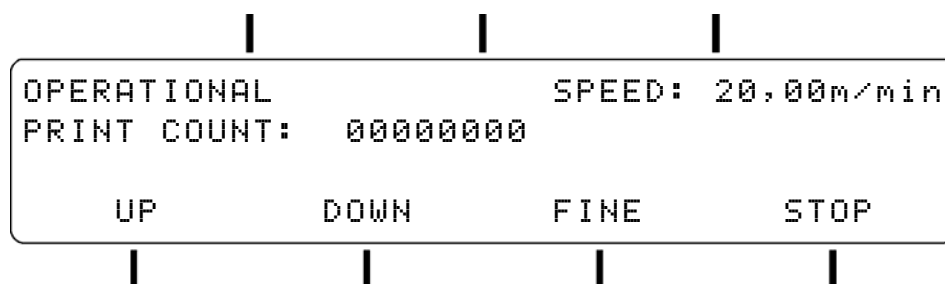 OPERATIONAL SPEED: 20,00m/min
PRINT COUNT: 00000000
UP DOWN FINE STOP